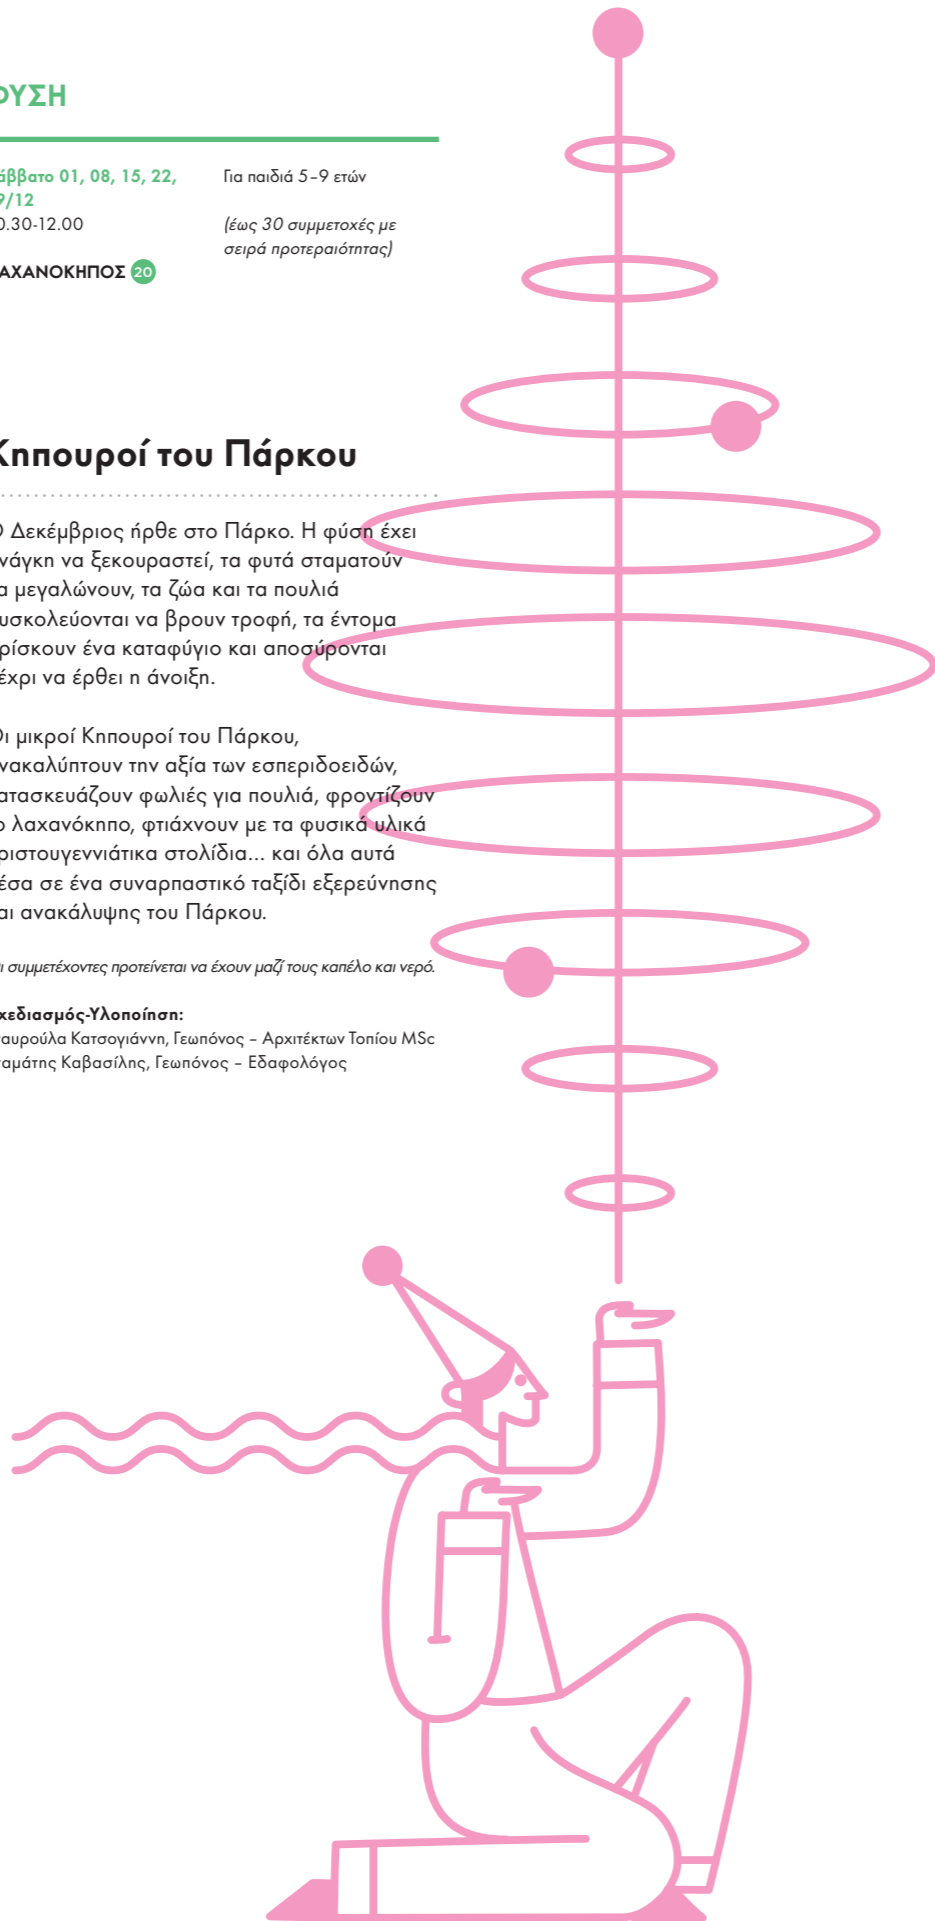 ΦΥΣΗ
άββατο 01, 08, 15, 22,
9/12
0.30-12.00
ΑΧΑΝΟΚΗΠΟΣ 20
Για παιδιά 5–9 ετών
(έως 30 συμμετοχές με
σειρά προτεραιότητας)
Κηπουροί του Πάρκου
Ο Δεκέμβριος ήρθε στο Πάρκο. Η φύση έχει
νάγκη να ξεκουραστεί, τα φυτά σταματούν
α μεγαλώνουν, τα ζώα και τα πουλιά
υσκολεύονται να βρουν τροφή, τα έντομα
ρίσκουν ένα καταφύγιο και αποσύρονται
έχρι να έρθει η άνοιξη.
Οι μικροί Κηπουροί του Πάρκου,
νακαλύπτουν την αξία των εσπεριδοειδών,
ατασκευάζουν φωλιές για πουλιά, φροντίζουν
ο λαχανόκηπο, φτιάχνουν με τα φυσικά υλικά
ριστουγεννιάτικα στολίδια... και όλα αυτά
έσα σε ένα συναρπαστικό ταξίδι εξερεύνησης
αι ανακάλυψης του Πάρκου.
ι συμμετέχοντες προτείνεται να έχουν μαζί τους καπέλο και νερό.
χεδιασμός-Υλοποίηση:
ταυρούλα Κατσογιάννη, Γεωπόνος – Αρχιτέκτων Τοπίου MSc
ταμάτης Καβασίλης, Γεωπόνος – Εδαφολόγος